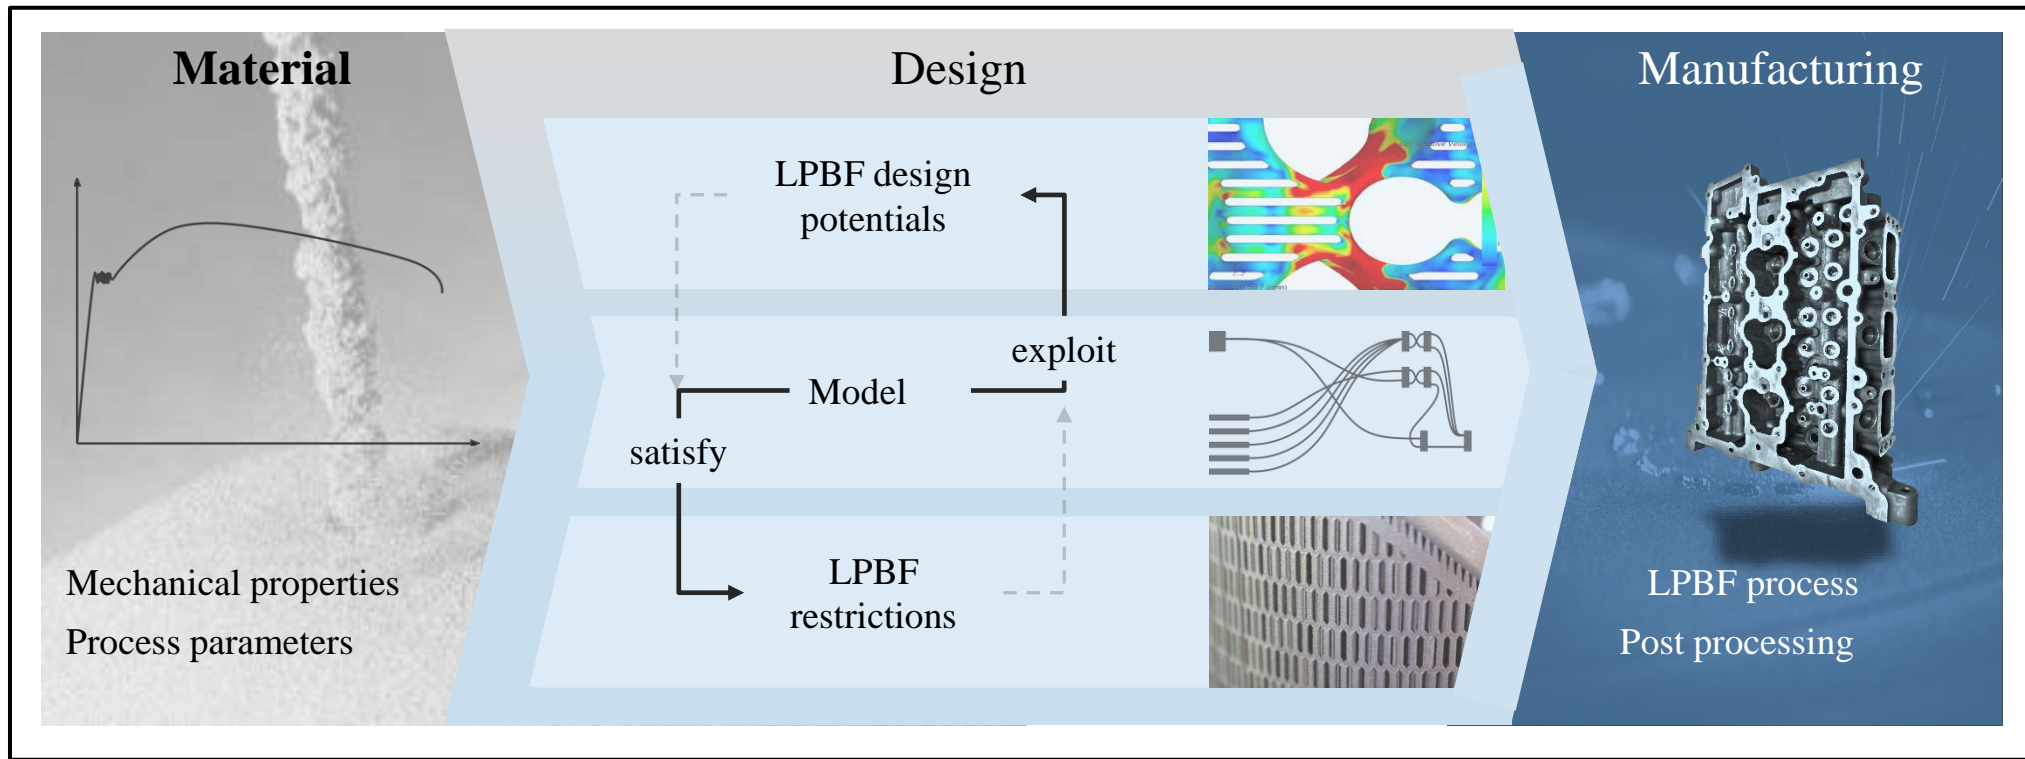 Material
Design
Manufacturing
LPBF design
potentials
exploit
Model
satisfy
LPBF
restrictions
Mechanical properties
Process parameters
LPBF process
Post processing